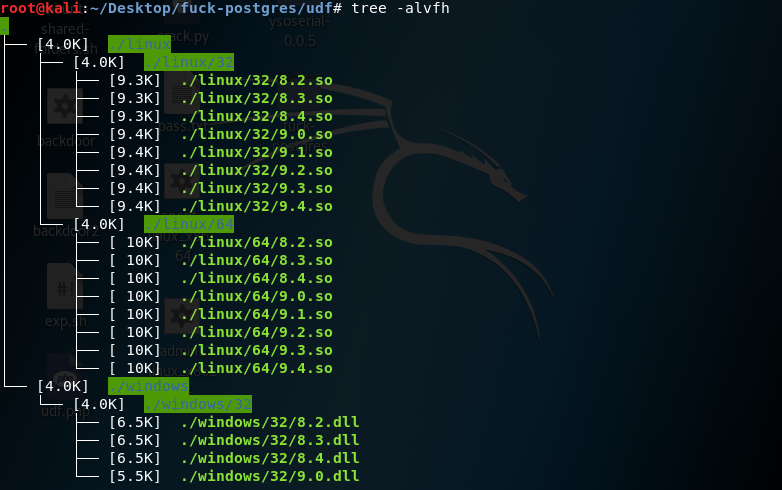 root@kali:~/Desktop/fuck-postgres/udf# tree -alvfh
.
├── [4.0K]  ./linux
│   ├── [4.0K]  ./linux/32
│   │   ├── [9.3K]  ./linux/32/8.2.so
│   │   ├── [9.3K]  ./linux/32/8.3.so
│   │   ├── [9.3K]  ./linux/32/8.4.so
│   │   ├── [9.4K]  ./linux/32/9.0.so
│   │   ├── [9.4K]  ./linux/32/9.1.so
│   │   ├── [9.4K]  ./linux/32/9.2.so
│   │   ├── [9.4K]  ./linux/32/9.3.so
│   │   └── [9.4K]  ./linux/32/9.4.so
│   └── [4.0K]  ./linux/64
│       ├── [ 10K]  ./linux/64/8.2.so
│       ├── [ 10K]  ./linux/64/8.3.so
│       ├── [ 10K]  ./linux/64/8.4.so
│       ├── [ 10K]  ./linux/64/9.0.so
│       ├── [ 10K]  ./linux/64/9.1.so
│       ├── [ 10K]  ./linux/64/9.2.so
│       ├── [ 10K]  ./linux/64/9.3.so
│       └── [ 10K]  ./linux/64/9.4.so
└── [4.0K]  ./windows
    └── [4.0K]  ./windows/32
        ├── [6.5K]  ./windows/32/8.2.dll
        ├── [6.5K]  ./windows/32/8.3.dll
        ├── [6.5K]  ./windows/32/8.4.dll
        └── [5.5K]  ./windows/32/9.0.dll
shared-
folders.sh
crack.py
ysoserial-
0.0.5
backdoor
backdoor2
64
exp.sh
udf.php